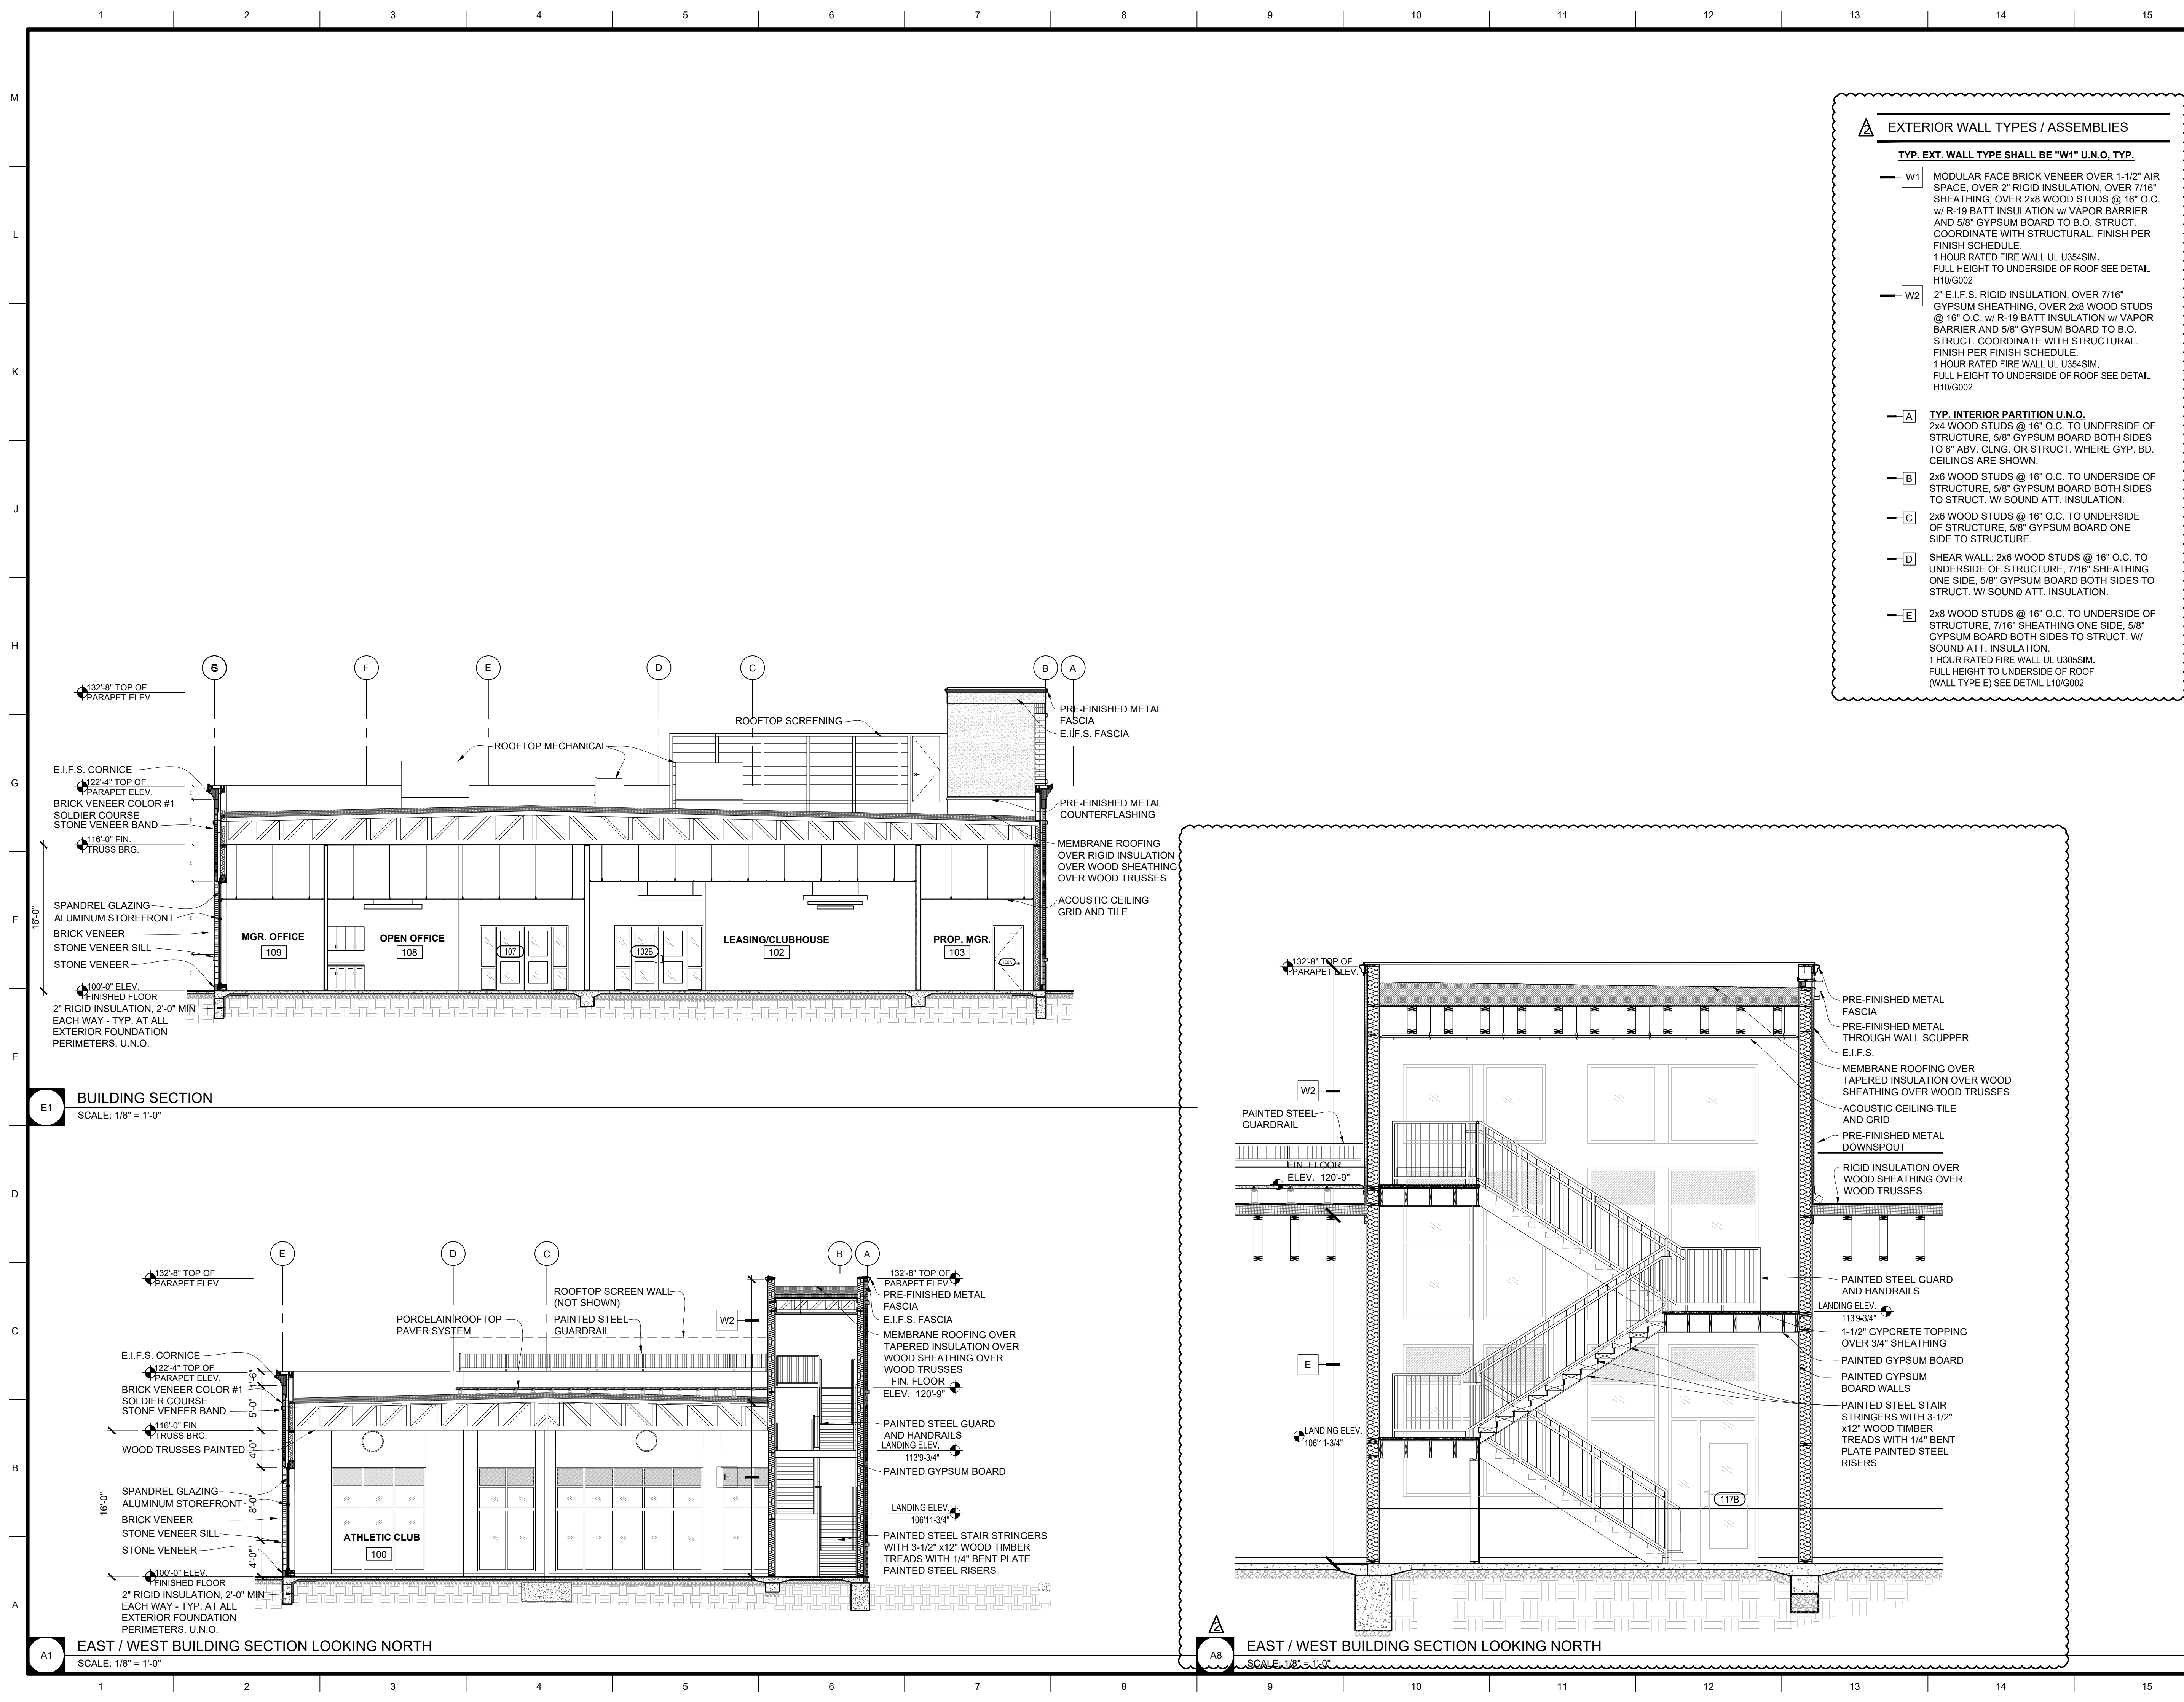 1 2 3 4 5 6 7 8 9 10 11 12 13 14 15
M
L
K
J
H
G
F
E
D
C
B
A
2
EXTERIOR WALL TYPES / ASSEMBLIES
TYP. EXT. WALL TYPE SHALL BE "W1" U.N.O, TYP.
W1
MODULAR FACE BRICK VENEER OVER 1-1/2" AIR
SPACE, OVER 2" RIGID INSULATION, OVER 7/16"
SHEATHING, OVER 2x8 WOOD STUDS @ 16" O.C.
w/ R-19 BATT INSULATION w/ VAPOR BARRIER
AND 5/8" GYPSUM BOARD TO B.O. STRUCT.
COORDINATE WITH STRUCTURAL. FINISH PER
FINISH SCHEDULE.
1 HOUR RATED FIRE WALL UL U354SIM.
FULL HEIGHT TO UNDERSIDE OF ROOF SEE DETAIL
H10/G002
W2
2" E.I.F.S. RIGID INSULATION, OVER 7/16"
GYPSUM SHEATHING, OVER 2x8 WOOD STUDS
@ 16" O.C. w/ R-19 BATT INSULATION w/ VAPOR
BARRIER AND 5/8" GYPSUM BOARD TO B.O.
STRUCT. COORDINATE WITH STRUCTURAL.
FINISH PER FINISH SCHEDULE.
1 HOUR RATED FIRE WALL UL U354SIM.
FULL HEIGHT TO UNDERSIDE OF ROOF SEE DETAIL
H10/G002
A
TYP. INTERIOR PARTITION U.N.O.
2x4 WOOD STUDS @ 16" O.C. TO UNDERSIDE OF
STRUCTURE, 5/8" GYPSUM BOARD BOTH SIDES
TO 6" ABV. CLNG. OR STRUCT. WHERE GYP. BD.
CEILINGS ARE SHOWN.
B
2x6 WOOD STUDS @ 16" O.C. TO UNDERSIDE OF
STRUCTURE, 5/8" GYPSUM BOARD BOTH SIDES
TO STRUCT. W/ SOUND ATT. INSULATION.
C
2x6 WOOD STUDS @ 16" O.C. TO UNDERSIDE
OF STRUCTURE, 5/8" GYPSUM BOARD ONE
SIDE TO STRUCTURE.
D
SHEAR WALL: 2x6 WOOD STUDS @ 16" O.C. TO
UNDERSIDE OF STRUCTURE, 7/16" SHEATHING
ONE SIDE, 5/8" GYPSUM BOARD BOTH SIDES TO
STRUCT. W/ SOUND ATT. INSULATION.
E
2x8 WOOD STUDS @ 16" O.C. TO UNDERSIDE OF
STRUCTURE, 7/16" SHEATHING ONE SIDE, 5/8"
GYPSUM BOARD BOTH SIDES TO STRUCT. W/
SOUND ATT. INSULATION.
1 HOUR RATED FIRE WALL UL U305SIM.
FULL HEIGHT TO UNDERSIDE OF ROOF
(WALL TYPE E) SEE DETAIL L10/G002
F E D C B A
132'-8" TOP OF
PARAPET ELEV.
E.I.F.S. CORNICE
122'-4" TOP OF
PARAPET ELEV.
BRICK VENEER COLOR #1
SOLDIER COURSE
STONE VENEER BAND
116'-0" FIN.
TRUSS BRG.
16'-0"
SPANDREL GLAZING
ALUMINUM STOREFRONT
BRICK VENEER
STONE VENEER SILL
STONE VENEER
100'-0" ELEV.
FINISHED FLOOR
2" RIGID INSULATION, 2'-0" MIN
EACH WAY - TYP. AT ALL
EXTERIOR FOUNDATION
PERIMETERS. U.N.O.
ROOFTOP MECHANICAL
ROOFTOP SCREENING
PRE-FINISHED METAL
FASCIA
E.I.F.S. FASCIA
PRE-FINISHED METAL
COUNTERFLASHING
MEMBRANE ROOFING
OVER RIGID INSULATION
OVER WOOD SHEATHING
OVER WOOD TRUSSES
ACOUSTIC CEILING
GRID AND TILE
MGR. OFFICE
109
OPEN OFFICE
108
107
102B
LEASING/CLUBHOUSE
102
PROP. MGR.
103
E1
BUILDING SECTION
SCALE: 1/8" = 1'-0"
E D C B A
132'-8" TOP OF
PARAPET ELEV.
E.I.F.S. CORNICE
122'-4" TOP OF
PARAPET ELEV.
BRICK VENEER COLOR #1
SOLDIER COURSE
STONE VENEER BAND
116'-0" FIN.
TRUSS BRG.
WOOD TRUSSES PAINTED
SPANDREL GLAZING
ALUMINUM STOREFRONT
BRICK VENEER
STONE VENEER SILL
STONE VENEER
100'-0" ELEV.
FINISHED FLOOR
2" RIGID INSULATION, 2'-0" MIN
EACH WAY - TYP. AT ALL
EXTERIOR FOUNDATION
PERIMETERS. U.N.O.
16'-0"
1'-6"
5'-0"
4'-0"
8'-0"
4'-0"
PORCELAIN ROOFTOP
PAVER SYSTEM
ROOFTOP SCREEN WALL
(NOT SHOWN)
PAINTED STEEL
GUARDRAIL
W2
E
ATHLETIC CLUB
100
132'-8" TOP OF
PARAPET ELEV.
PRE-FINISHED METAL
FASCIA
E.I.F.S. FASCIA
MEMBRANE ROOFING OVER
TAPERED INSULATION OVER
WOOD SHEATHING OVER
WOOD TRUSSES
FIN. FLOOR
ELEV. 120'-9"
PAINTED STEEL GUARD
AND HANDRAILS
LANDING ELEV.
113'9-3/4"
PAINTED GYPSUM BOARD
LANDING ELEV.
106'11-3/4"
PAINTED STEEL STAIR STRINGERS
WITH 3-1/2" x12" WOOD TIMBER
TREADS WITH 1/4" BENT PLATE
PAINTED STEEL RISERS
A1
EAST / WEST BUILDING SECTION LOOKING NORTH
SCALE: 1/8" = 1'-0"
132'-8" TOP OF
PARAPET ELEV.
W2
PAINTED STEEL
GUARDRAIL
FIN. FLOOR
ELEV. 120'-9"
E
LANDING ELEV.
106'11-3/4"
117B
PRE-FINISHED METAL
FASCIA
PRE-FINISHED METAL
THROUGH WALL SCUPPER
E.I.F.S.
MEMBRANE ROOFING OVER
TAPERED INSULATION OVER WOOD
SHEATHING OVER WOOD TRUSSES
ACOUSTIC CEILING TILE
AND GRID
PRE-FINISHED METAL
DOWNSPOUT
RIGID INSULATION OVER
WOOD SHEATHING OVER
WOOD TRUSSES
PAINTED STEEL GUARD
AND HANDRAILS
LANDING ELEV.
113'9-3/4"
1-1/2" GYPCRETE TOPPING
OVER 3/4" SHEATHING
PAINTED GYPSUM BOARD
PAINTED GYPSUM
BOARD WALLS
PAINTED STEEL STAIR
STRINGERS WITH 3-1/2"
x12" WOOD TIMBER
TREADS WITH 1/4" BENT
PLATE PAINTED STEEL
RISERS
2
A8
EAST / WEST BUILDING SECTION LOOKING NORTH
SCALE: 1/8" = 1'-0"
1 2 3 4 5 6 7 8 9 10 11 12 13 14 15